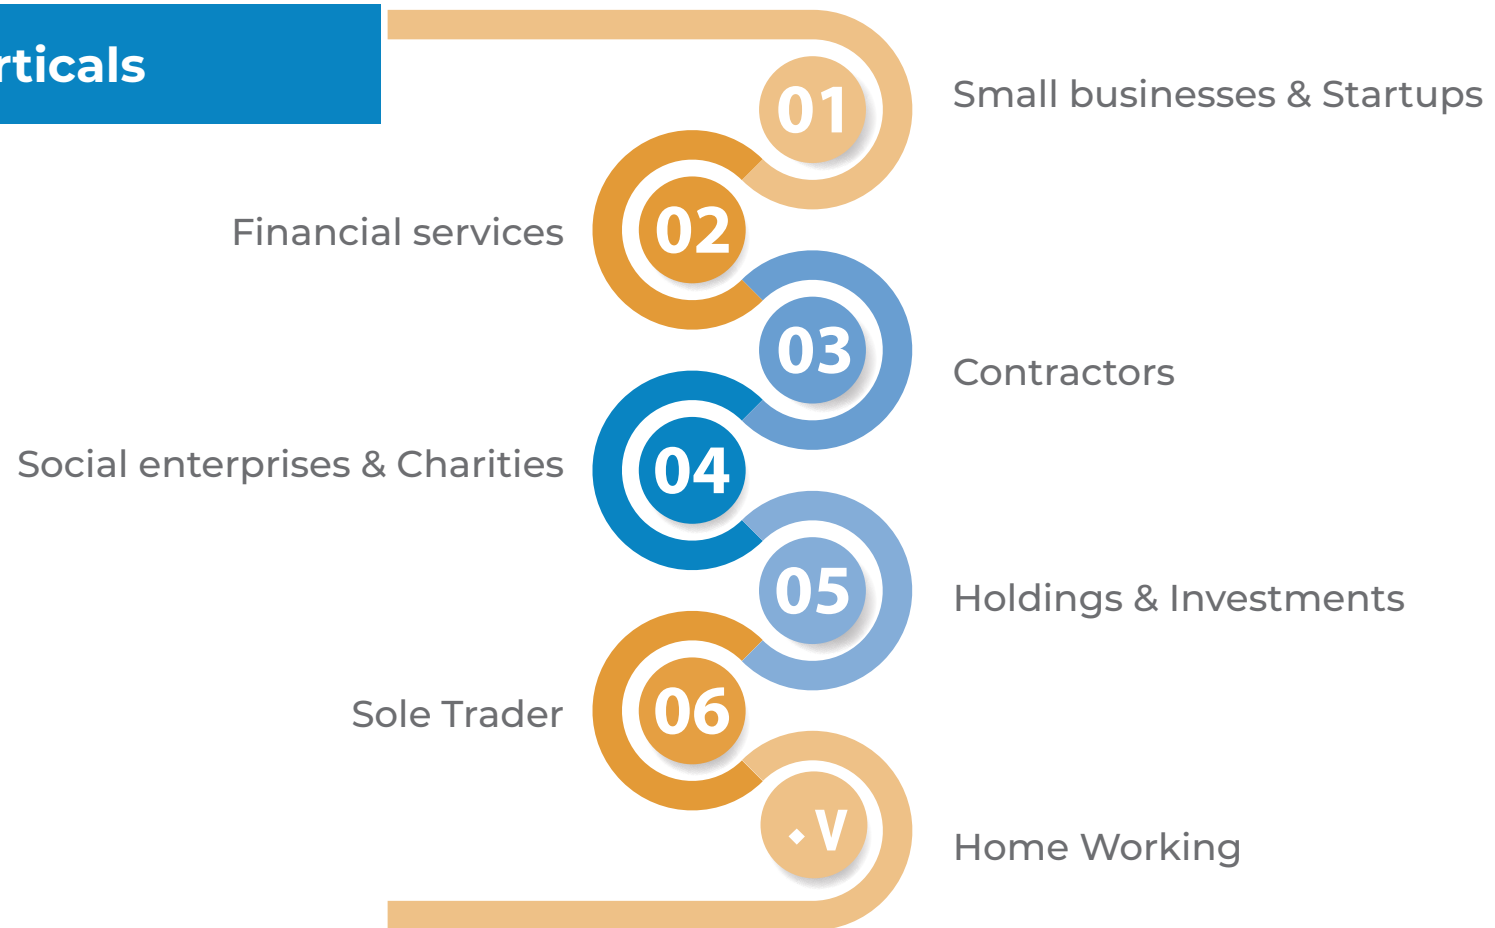 rticals
01
Small businesses & Startups
02
Financial services
03
Contractors
04
Social enterprises & Charities
05
Holdings & Investments
06
Sole Trader
٠٧
Home Working